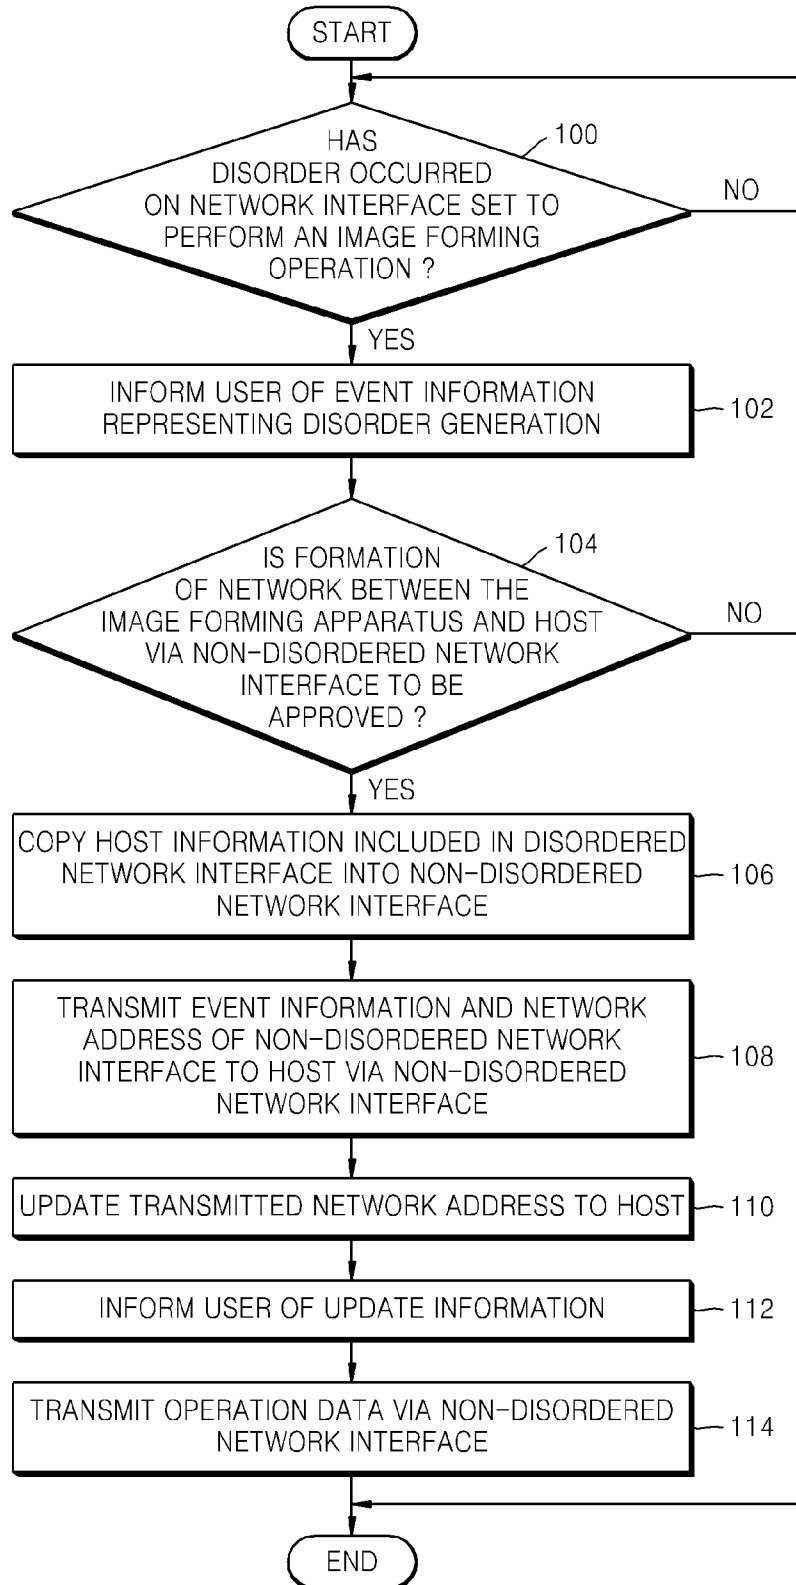 START
HAS
DISORDER OCCURRED
ON NETWORK INTERFACE SET TO
PERFORM AN IMAGE FORMING
OPERATION ?
100
NO
YES
INFORM USER OF EVENT INFORMATION
REPRESENTING DISORDER GENERATION
102
IS FORMATION
OF NETWORK BETWEEN THE
IMAGE FORMING APPARATUS AND HOST
VIA NON-DISORDERED NETWORK
INTERFACE TO BE
APPROVED ?
104
NO
YES
COPY HOST INFORMATION INCLUDED IN DISORDERED
NETWORK INTERFACE INTO NON-DISORDERED
NETWORK INTERFACE
106
TRANSMIT EVENT INFORMATION AND NETWORK
ADDRESS OF NON-DISORDERED NETWORK
INTERFACE TO HOST VIA NON-DISORDERED
NETWORK INTERFACE
108
UPDATE TRANSMITTED NETWORK ADDRESS TO HOST
110
INFORM USER OF UPDATE INFORMATION
112
TRANSMIT OPERATION DATA VIA NON-DISORDERED
NETWORK INTERFACE
114
END